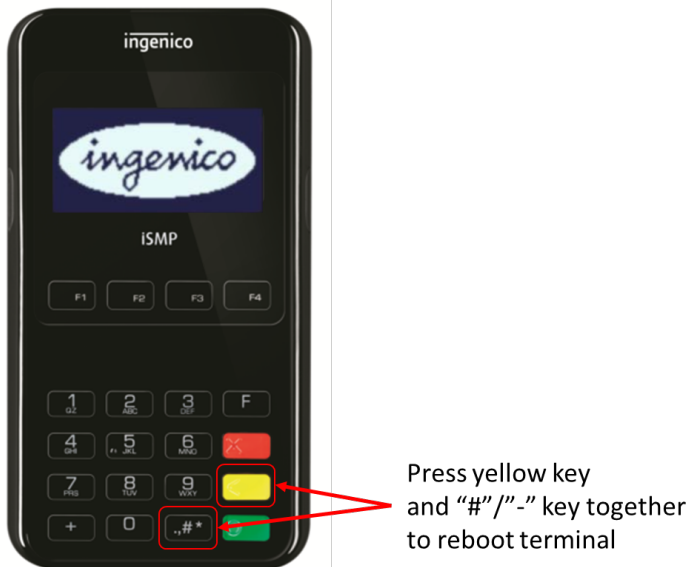 ingenico
ingenico
iSMP
F1 F2 F3 F4
1 QZ 2 ABC 3 DEF F
4 GHI ,, 5 JKL 6 MNO
7 PRS 8 TUV 9 WXY <
+ 0 .,#*
Press yellow key
and “#”/”-” key together
to reboot terminal